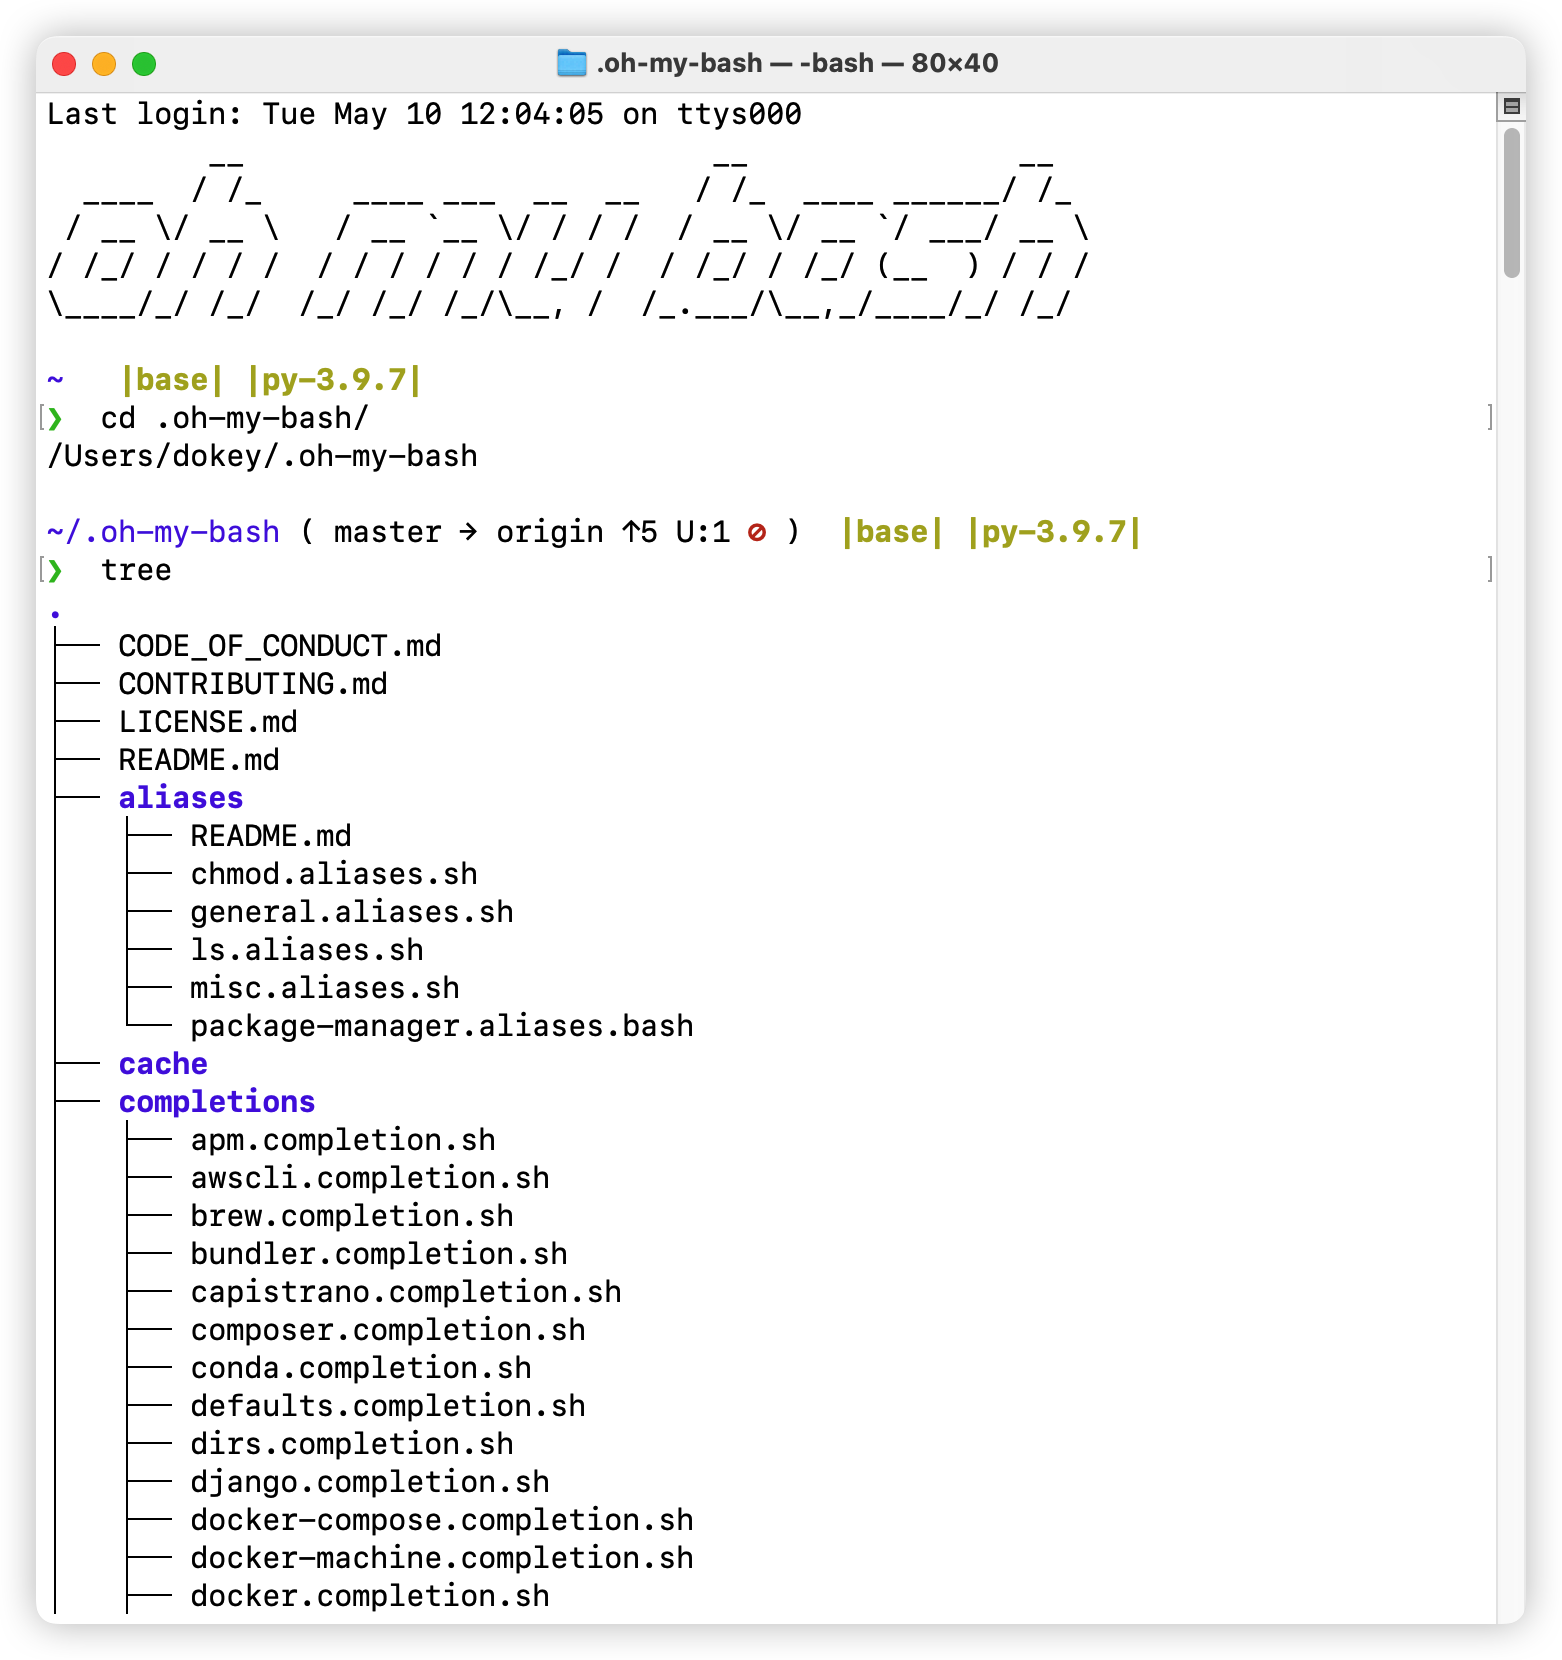 .oh-my-bash — -bash — 80×40
Last login: Tue May 10 12:04:05 on ttys000
         __                          __               __
  ____  / /_     ____ ___  __  __   / /_  ____ ______/ /_
 / __ \/ __ \   / __ `__ \/ / / /  / __ \/ __ `/ ___/ __ \
/ /_/ / / / /  / / / / / / /_/ /  / /_/ / /_/ (__  ) / / /
\____/_/ /_/  /_/ /_/ /_/\__, /  /_.___/\__,_/____/_/ /_/
~   |base| |py-3.9.7|
[❯  cd .oh-my-bash/ ]
/Users/dokey/.oh-my-bash
~/.oh-my-bash ( master → origin ↑5 U:1 ⊘ )  |base| |py-3.9.7|
[❯  tree ]
.
├── CODE_OF_CONDUCT.md
├── CONTRIBUTING.md
├── LICENSE.md
├── README.md
├── aliases
│   ├── README.md
│   ├── chmod.aliases.sh
│   ├── general.aliases.sh
│   ├── ls.aliases.sh
│   ├── misc.aliases.sh
│   └── package-manager.aliases.bash
├── cache
├── completions
│   ├── apm.completion.sh
│   ├── awscli.completion.sh
│   ├── brew.completion.sh
│   ├── bundler.completion.sh
│   ├── capistrano.completion.sh
│   ├── composer.completion.sh
│   ├── conda.completion.sh
│   ├── defaults.completion.sh
│   ├── dirs.completion.sh
│   ├── django.completion.sh
│   ├── docker-compose.completion.sh
│   ├── docker-machine.completion.sh
│   ├── docker.completion.sh